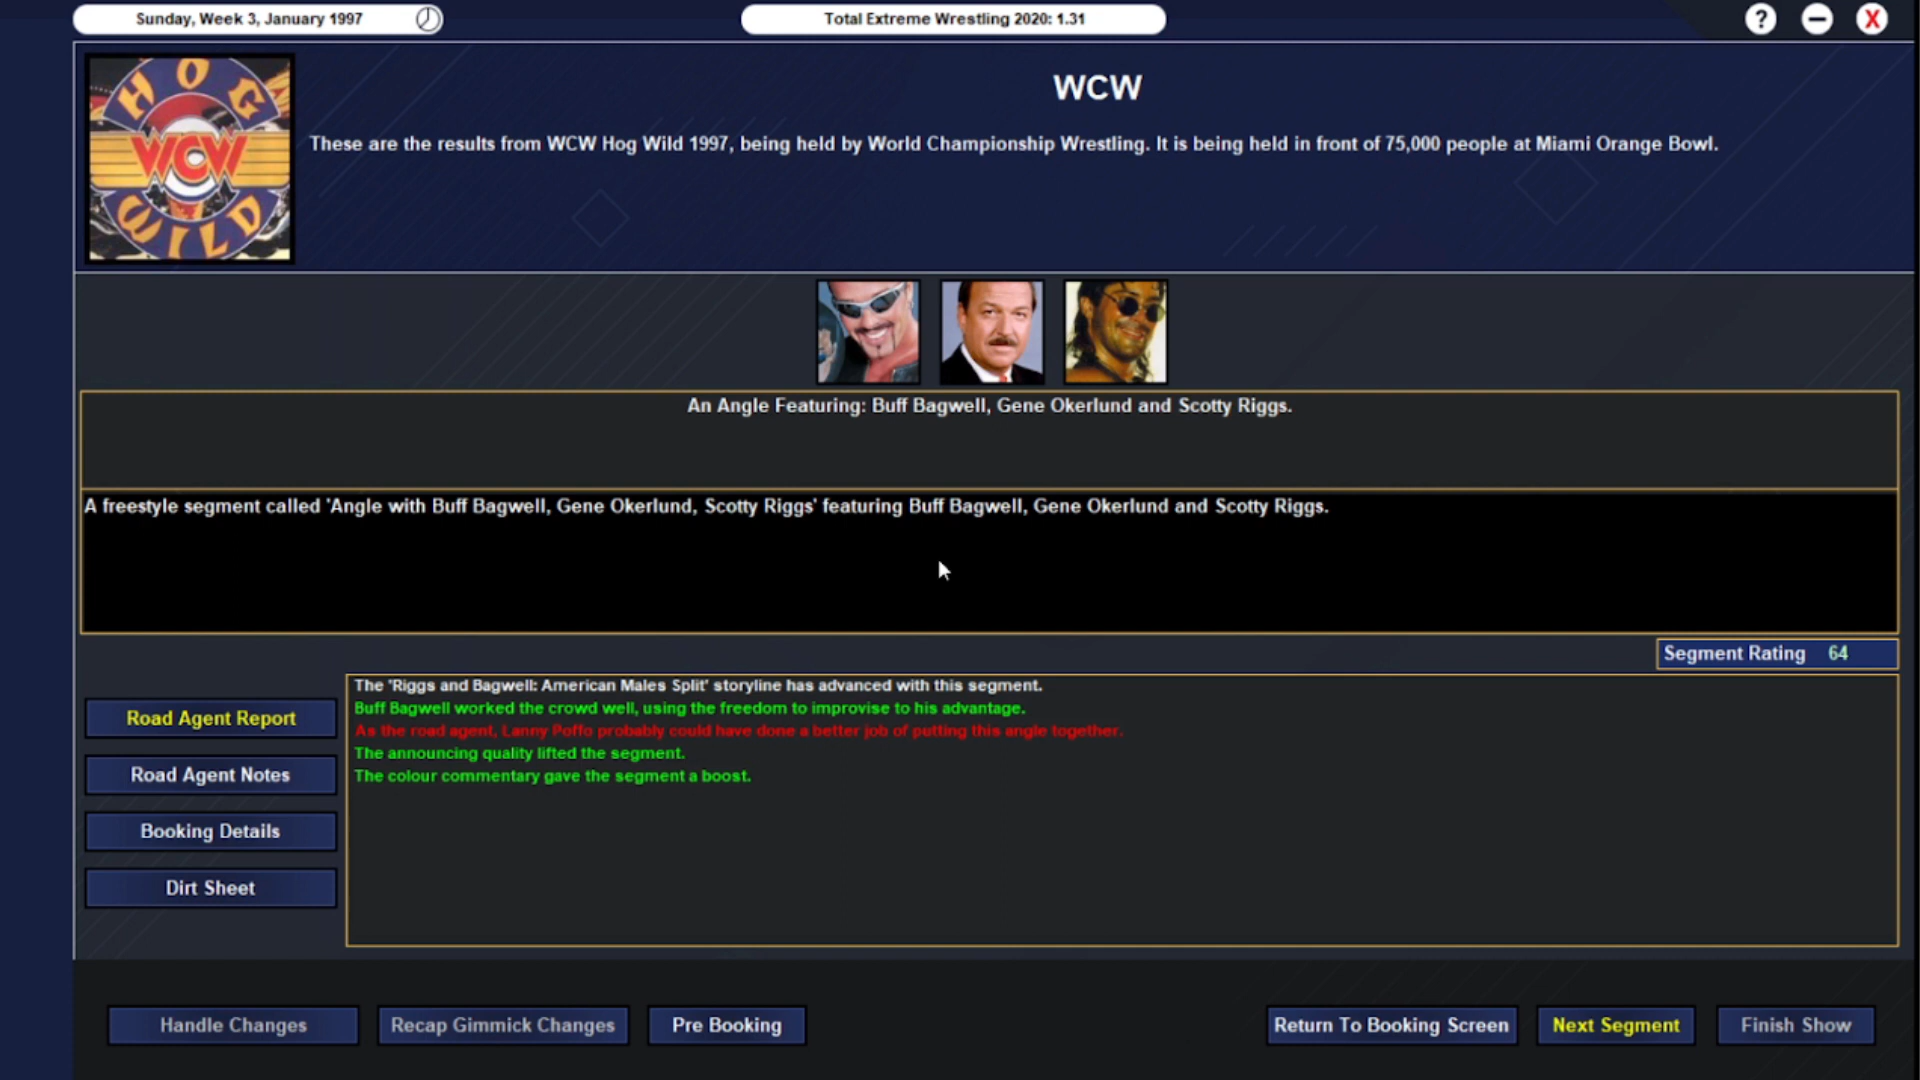 Sunday, Week 3, January 1997
Total Extreme Wrestling 2020: 1.31
?
X
HOG
WCW
WILD
WCW
These are the results from WCW Hog Wild 1997, being held by World Championship Wrestling. It is being held in front of 75,000 people at Miami Orange Bowl.
An Angle Featuring: Buff Bagwell, Gene Okerlund and Scotty Riggs.
A freestyle segment called 'Angle with Buff Bagwell, Gene Okerlund, Scotty Riggs' featuring Buff Bagwell, Gene Okerlund and Scotty Riggs.
Segment Rating 64
Road Agent Report
Road Agent Notes
Booking Details
Dirt Sheet
The 'Riggs and Bagwell: American Males Split' storyline has advanced with this segment.
Buff Bagwell worked the crowd well, using the freedom to improvise to his advantage.
As the road agent, Lanny Poffo probably could have done a better job of putting this angle together.
The announcing quality lifted the segment.
The colour commentary gave the segment a boost.
Handle Changes
Recap Gimmick Changes
Pre Booking
Return To Booking Screen
Next Segment
Finish Show